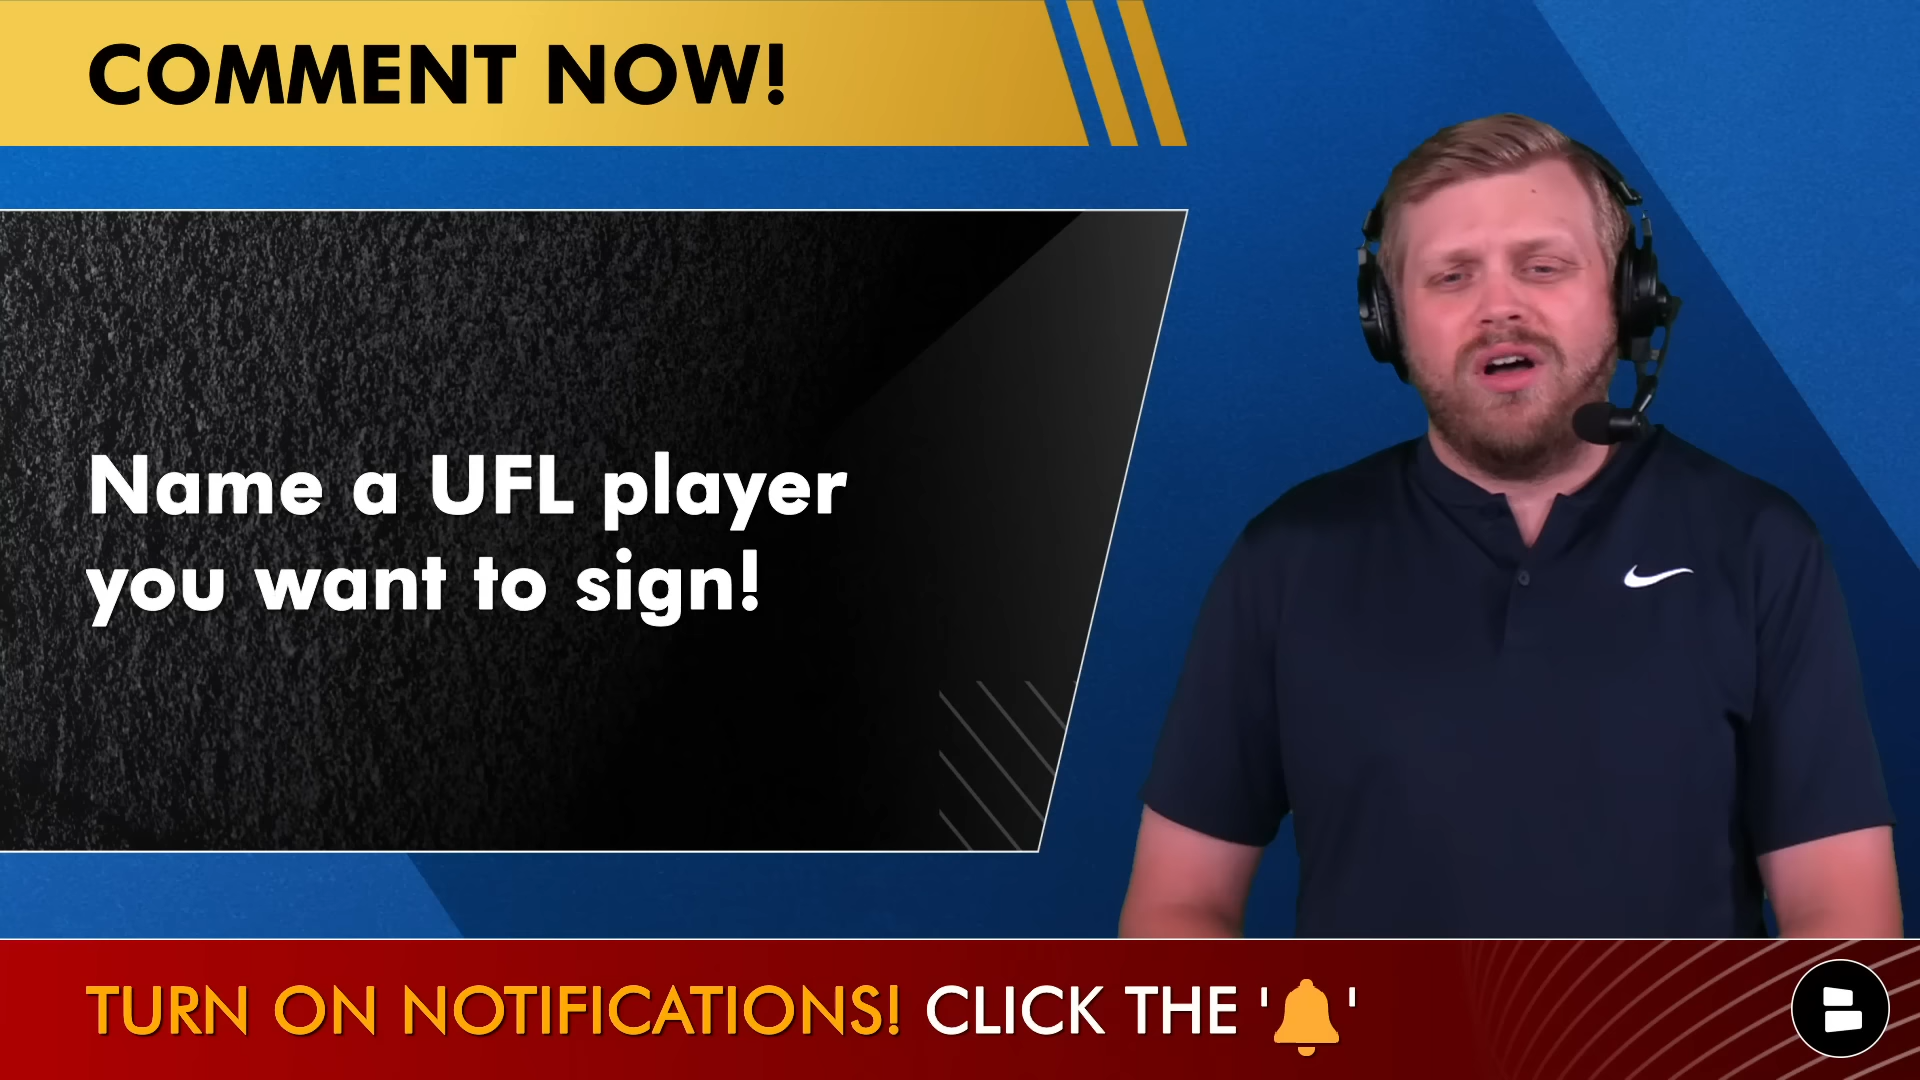 COMMENT NOW!
Name a UFL player
you want to sign!
TURN ON NOTIFICATIONS! CLICK THE '🔔'